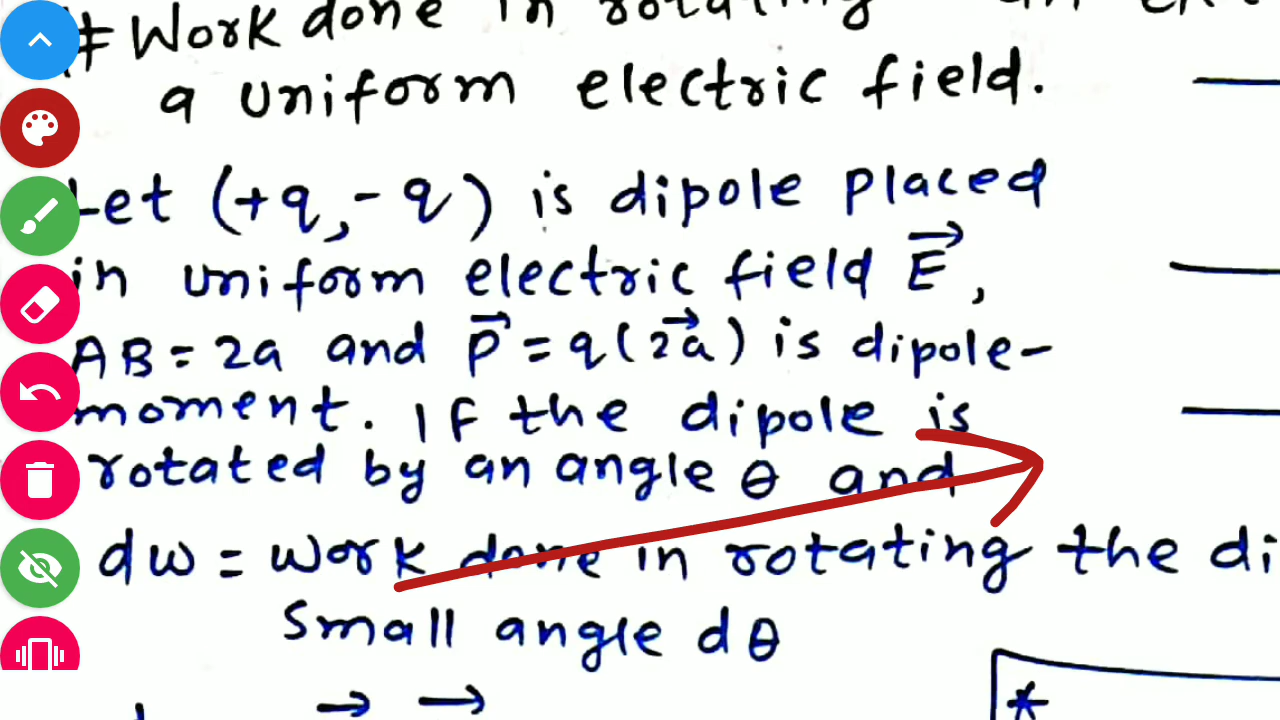 # Work done in rotating an
a uniform electric field.
Let (+q, -q) is dipole placed
in uniform electric field E⃗,
AB = 2a and p⃗ = q(2a⃗) is dipole-
moment. If the dipole is
rotated by an angle θ and
dw = work done in rotating the di
small angle dθ
*